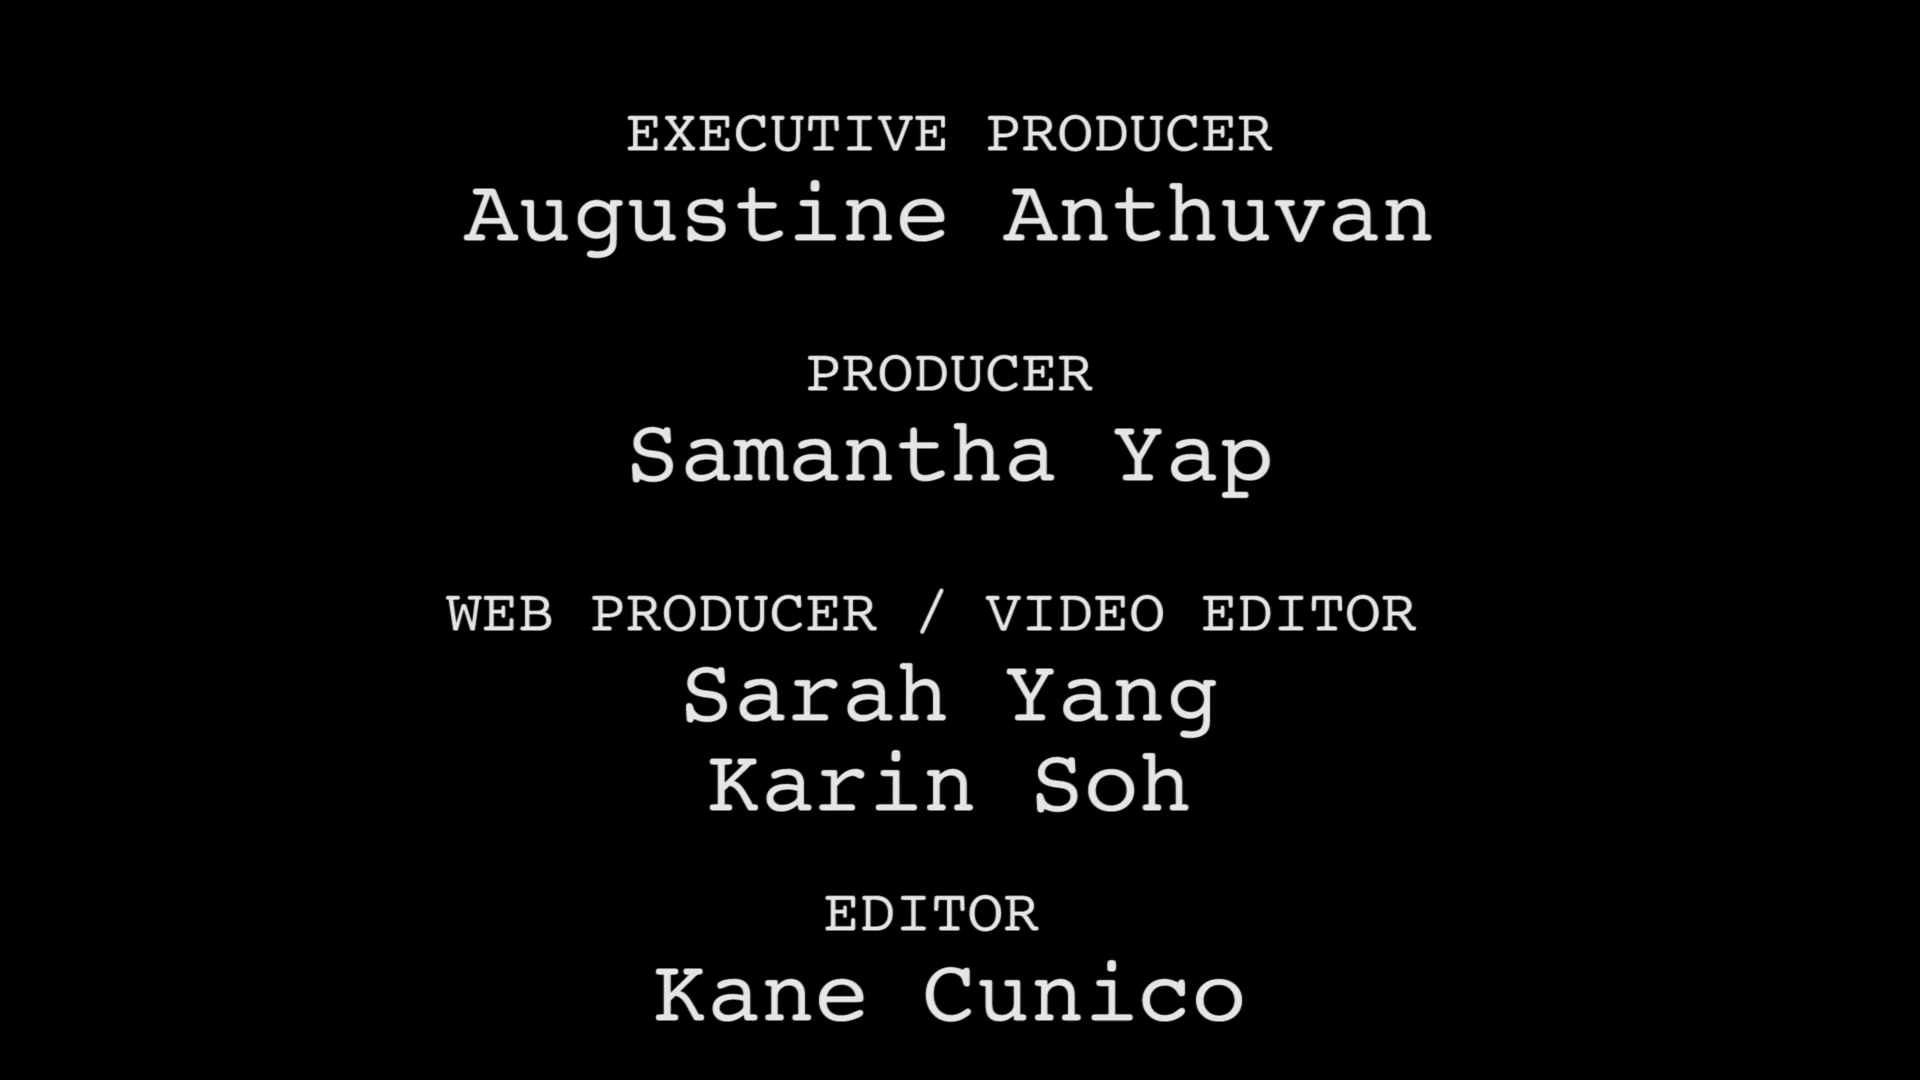 EXECUTIVE PRODUCER
Augustine Anthuvan
PRODUCER
Samantha Yap
WEB PRODUCER / VIDEO EDITOR
Sarah Yang
Karin Soh
EDITOR
Kane Cunico